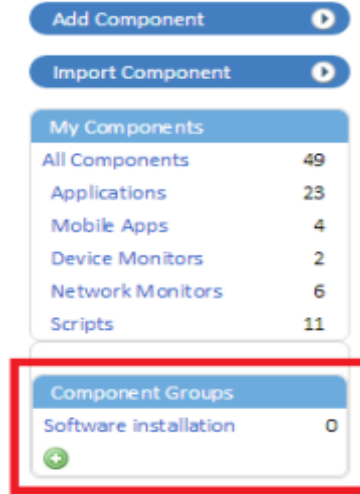 Add Component
Import Component
My Components
All Components 49
Applications 23
Mobile Apps 4
Device Monitors 2
Network Monitors 6
Scripts 11
Component Groups
Software installation 0